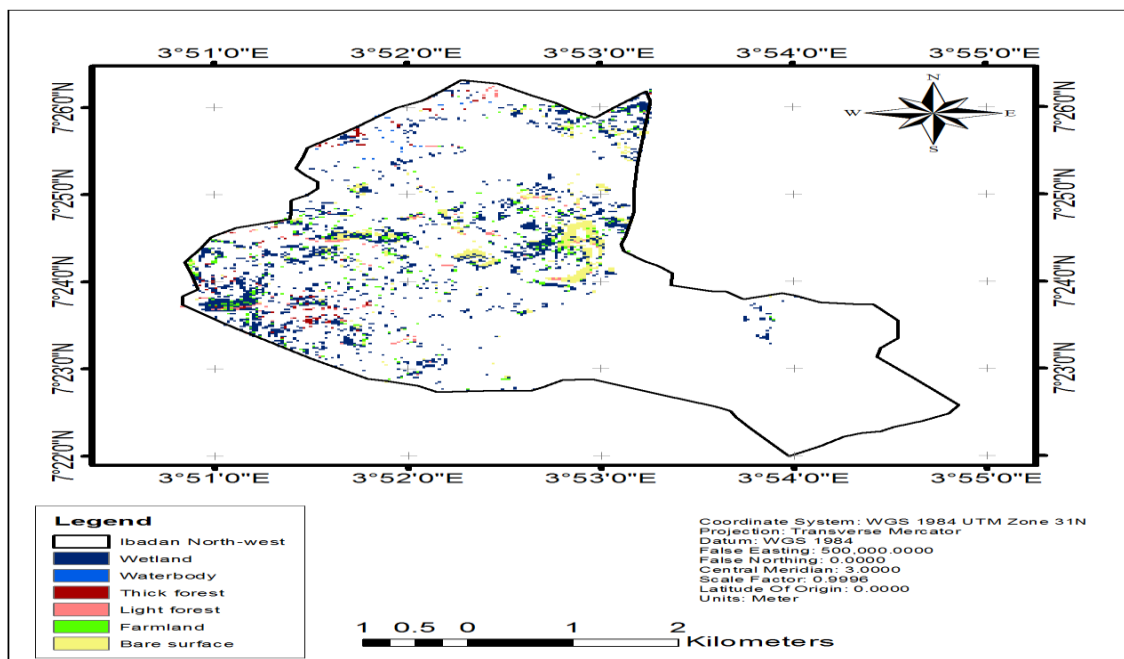 3°51'0"E 3°52'0"E 3°53'0"E 3°54'0"E 3°55'0"E
N
W E
S
7°26'0"N 7°26'0"N
7°25'0"N 7°25'0"N
7°24'0"N 7°24'0"N
7°23'0"N 7°23'0"N
7°22'0"N 7°22'0"N
3°51'0"E 3°52'0"E 3°53'0"E 3°54'0"E 3°55'0"E
Legend
Ibadan North-west
Wetland
Waterbody
Thick forest
Light forest
Farmland
Bare surface
Coordinate System: WGS 1984 UTM Zone 31N
Projection: Transverse Mercator
Datum: WGS 1984
False Easting: 500,000.0000
False Northing: 0.0000
Central Meridian: 3.0000
Scale Factor: 0.9996
Latitude Of Origin: 0.0000
Units: Meter
1 0.5 0 1 2
Kilometers